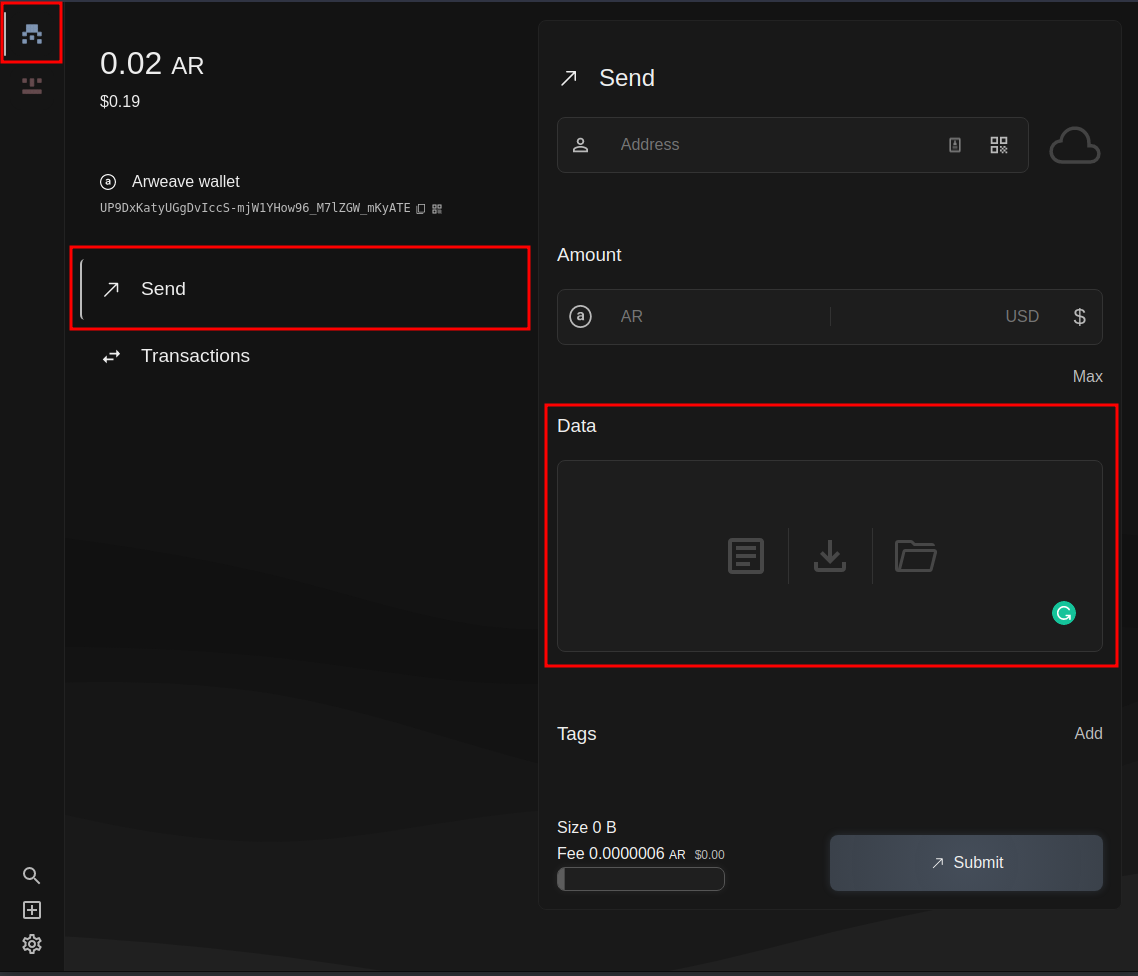 0.02 AR
$0.19
a Arweave wallet
UP9DxKatyUGgDvIccS-mjW1YHow96_M7lZGW_mKyATE
Send
Transactions
Send
Address
Amount
a AR USD $
Max
Data
Tags Add
Size 0 B
Fee 0.0000006 AR $0.00
Submit